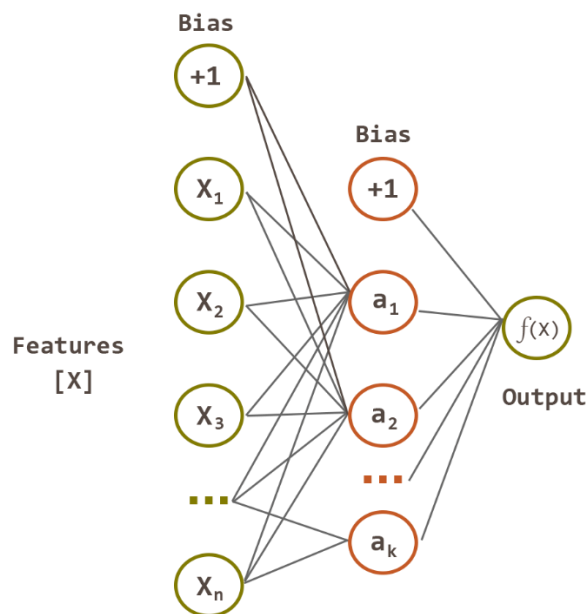 Bias
+1
Bias
X₁
+1
X₂
a₁
f(X)
Features
[X]
X₃
a₂
Output
...
...
aₖ
Xₙ